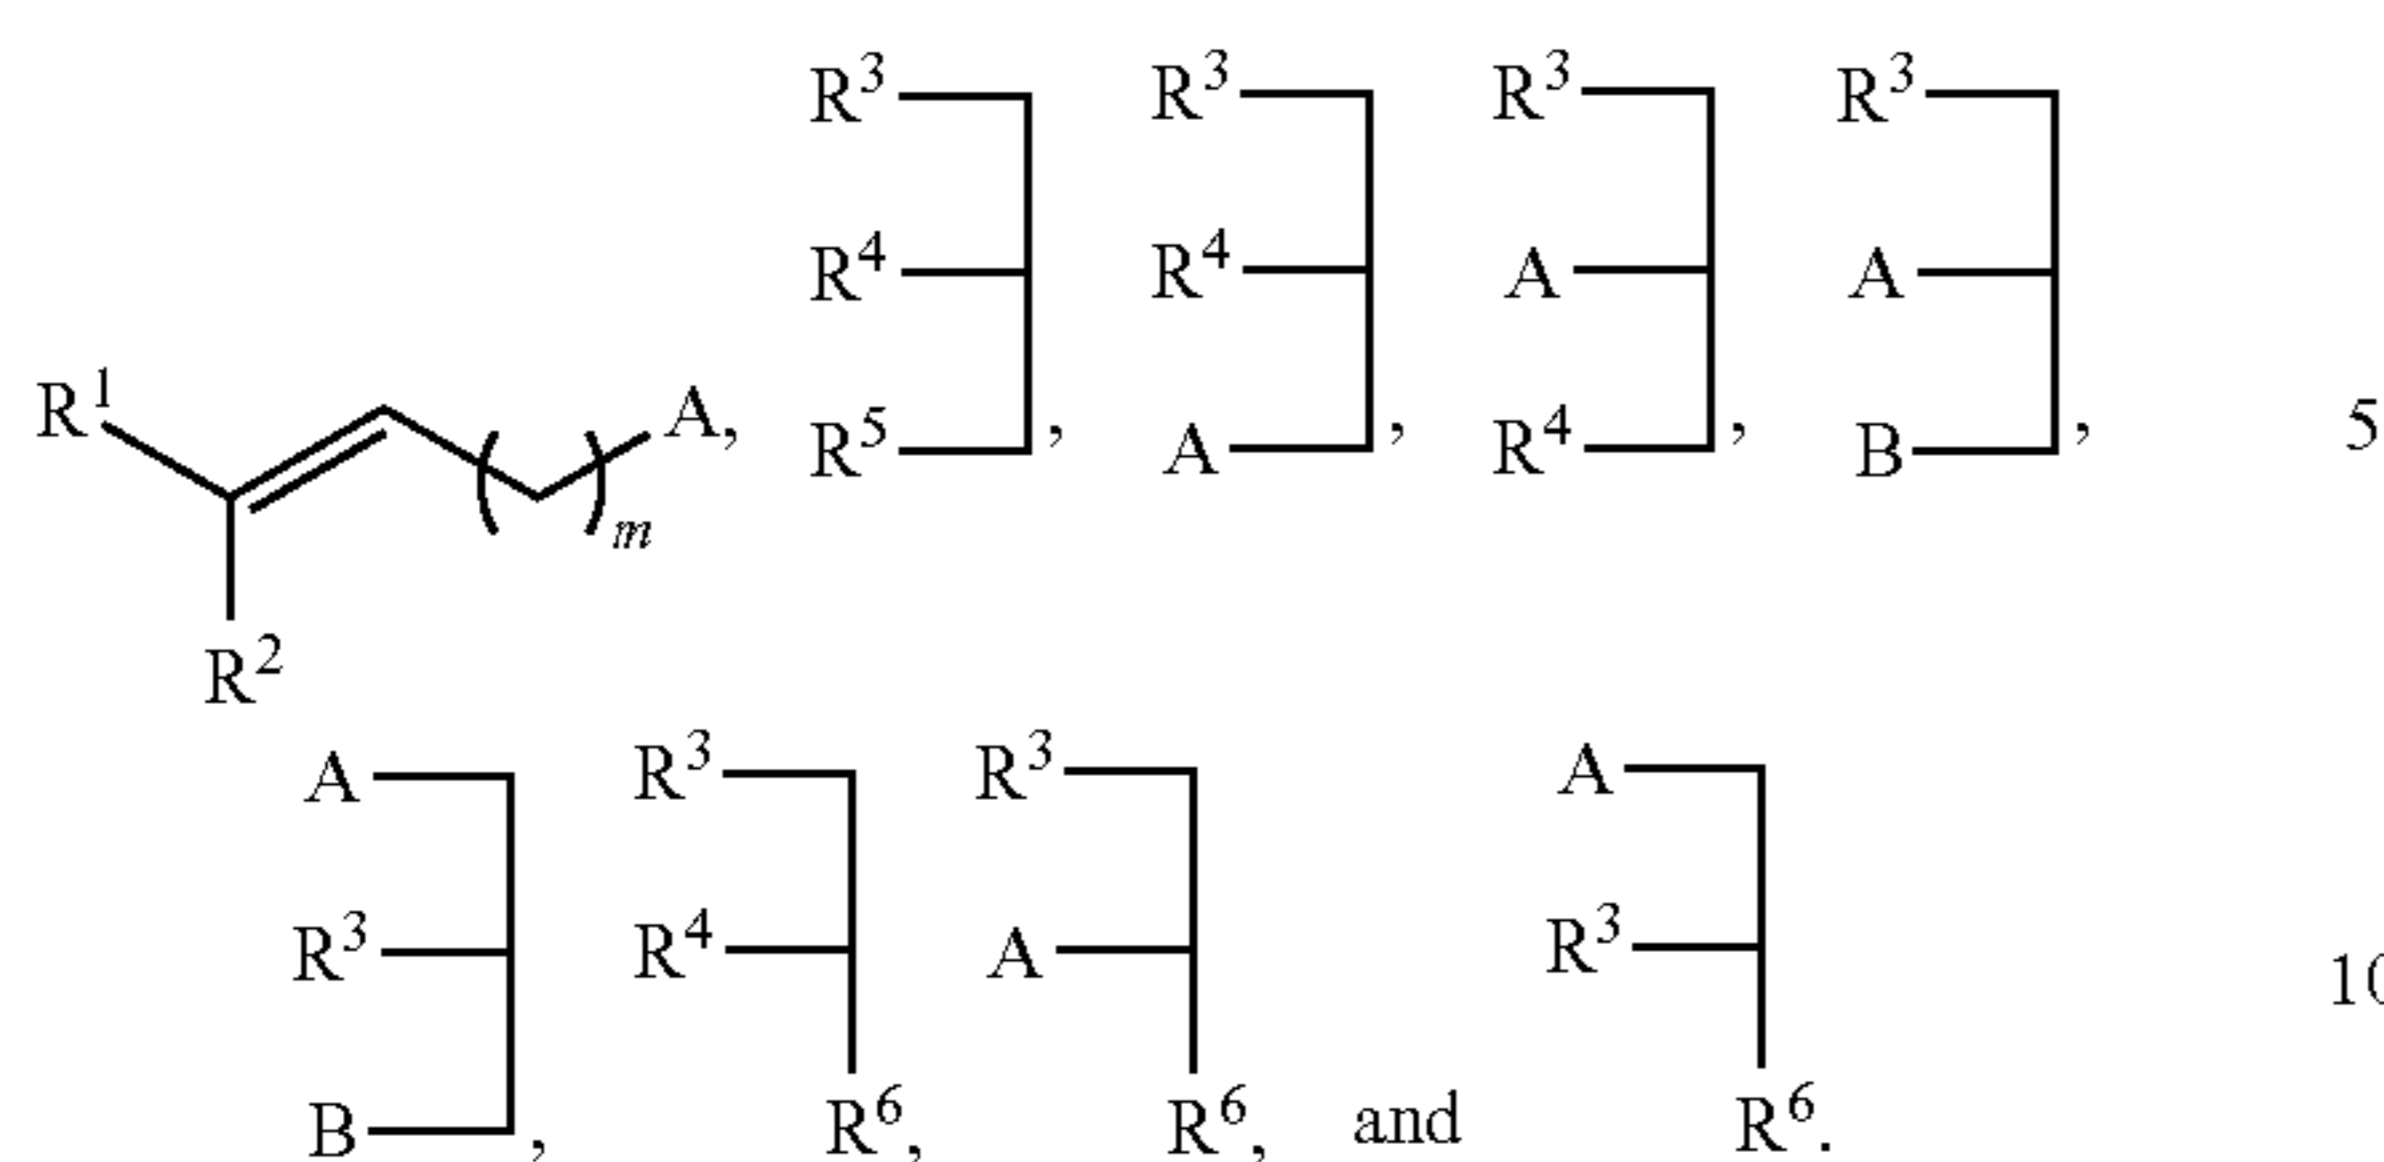 R³ R³ R³ R³
R⁴ R⁴ A A
R¹ A, R⁵ , A , R⁴ , B , 5
m
R²
A R³ R³ A
R³ R⁴ A R³ 10
B , R⁶, R⁶, and R⁶.